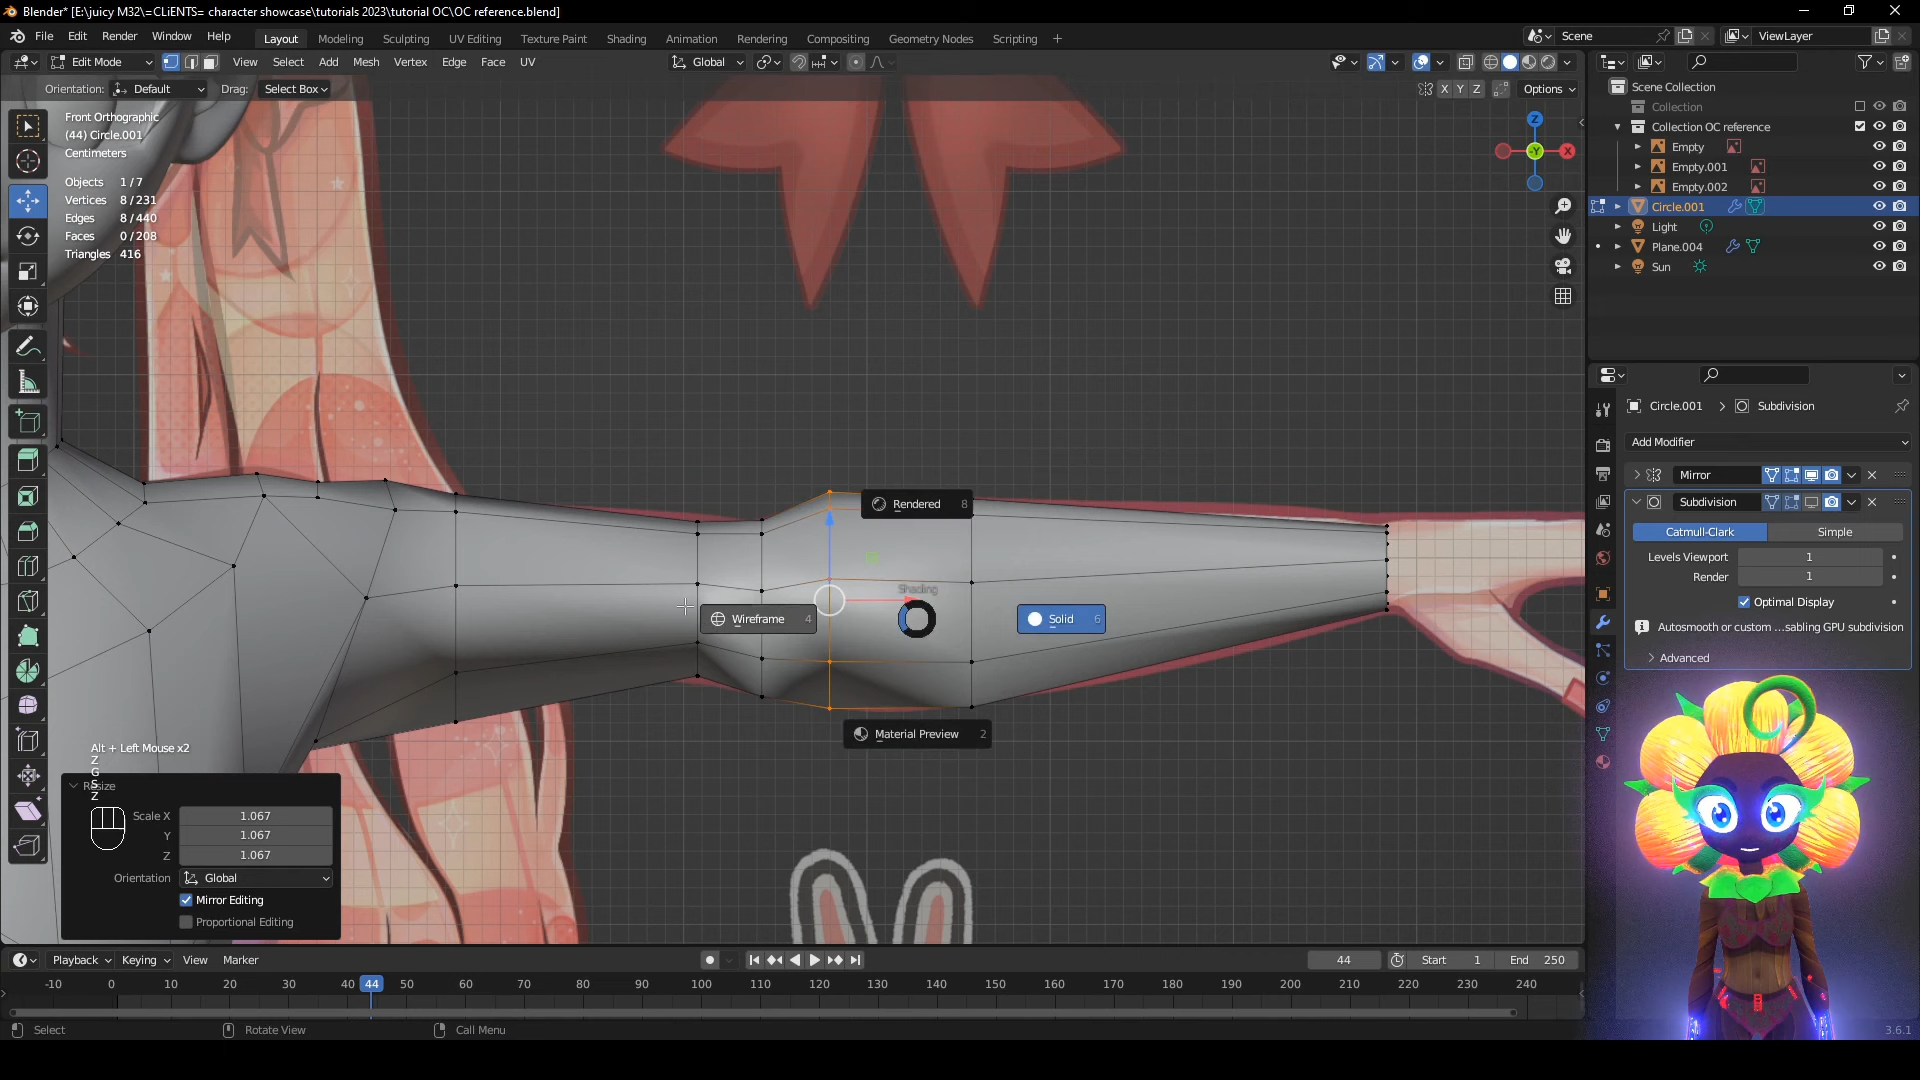 Blender* [E:\juicy M32\=CLiENTS= character showcase\tutorials 2023\tutorial OC\OC reference.blend]
File Edit Render Window Help Layout Modeling Sculpting UV Editing Texture Paint Shading Animation Rendering Compositing Geometry Nodes Scripting + Scene ViewLayer
Edit Mode View Select Add Mesh Vertex Edge Face UV Global
Orientation: Default Drag: Select Box X Y Z Options
Front Orthographic
(44) Circle.001
Centimeters
Objects 1/7
Vertices 8/231
Edges 8/440
Faces 0/208
Triangles 416
Z
X
-Y
Rendered 8
Shading
Wireframe 4
Solid 6
Material Preview 2
Alt + Left Mouse x2
Z
G
S
Z
Resize
Scale X 1.067
Y 1.067
Z 1.067
Orientation Global
Mirror Editing
Proportional Editing
Scene Collection
Collection
Collection OC reference
Empty
Empty.001
Empty.002
Circle.001
Light
Plane.004
Sun
Circle.001 > Subdivision
Add Modifier
Mirror
Subdivision
Catmull-Clark Simple
Levels Viewport 1
Render 1
Optimal Display
Autosmooth or custom ...sabling GPU subdivision
Advanced
Playback Keying View Marker 44 Start 1 End 250
-10 0 10 20 30 40 44 50 60 70 80 90 100 110 120 130 140 150 160 170 180 190 200 210 220 230 240
Select Rotate View Call Menu 3.6.1